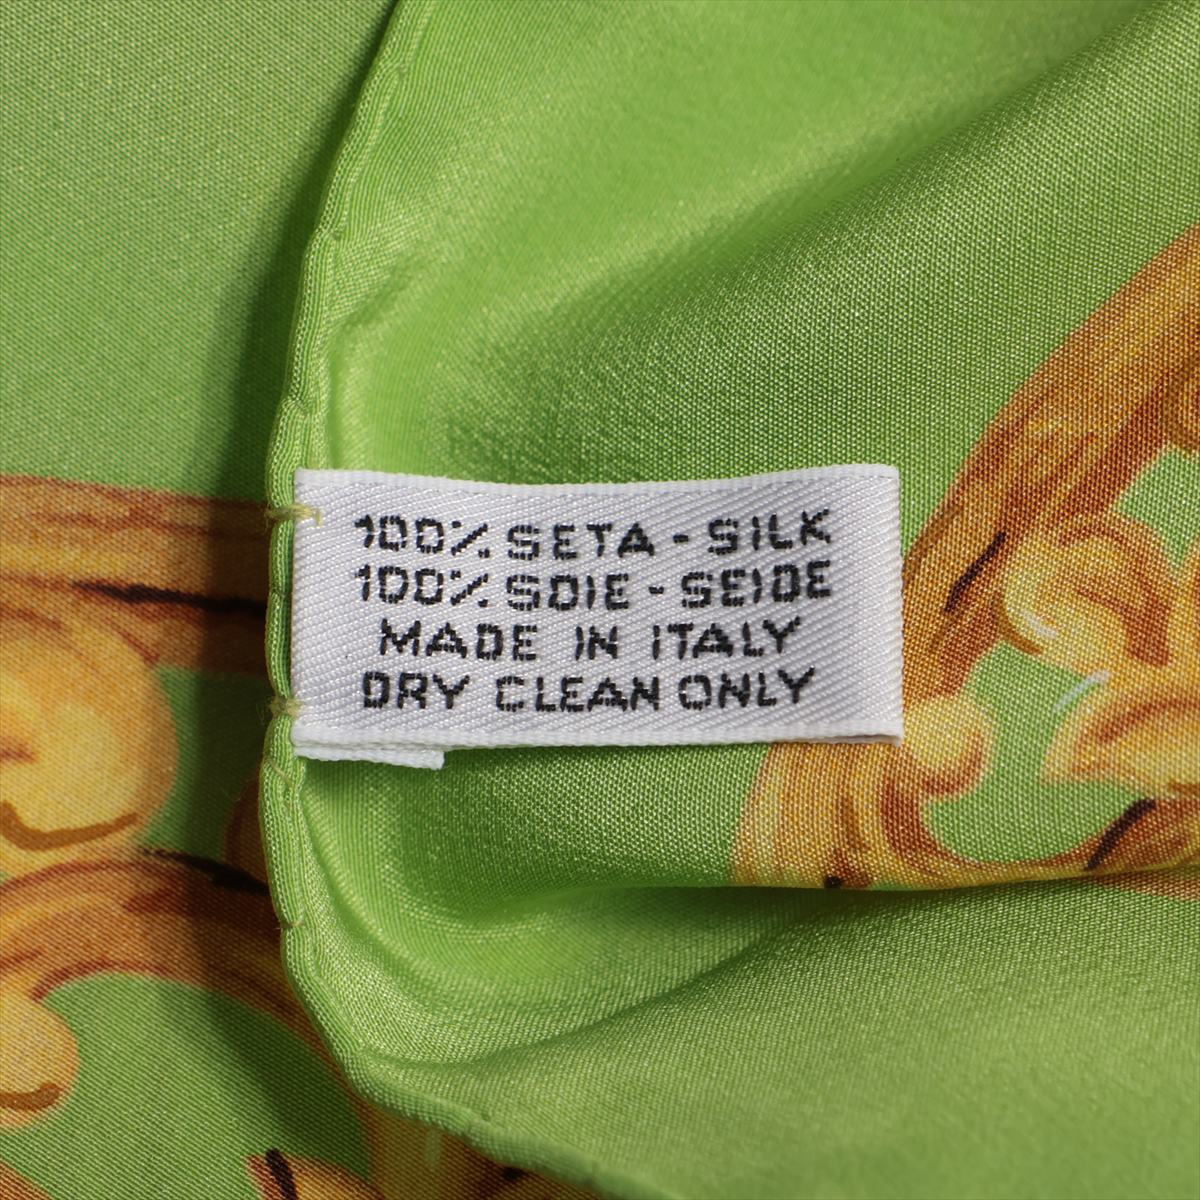 100% SETA - SILK
100% SOIE - SEIDE
MADE IN ITALY
DRY CLEAN ONLY